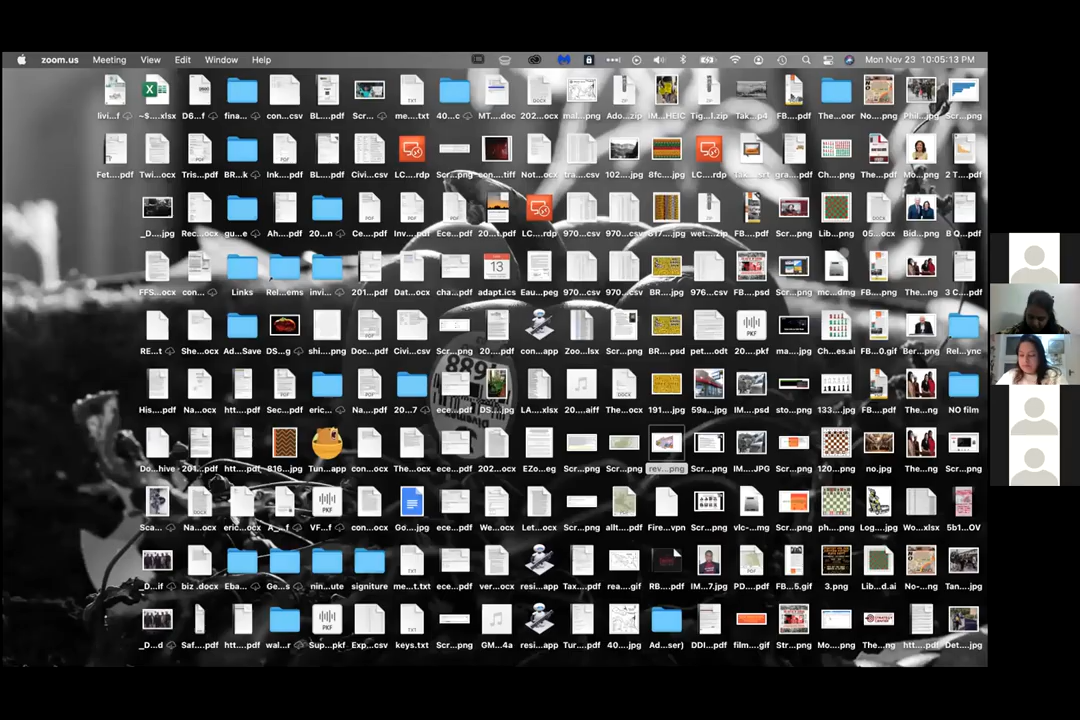 zoom.us Meeting View Edit Window Help Mon Nov 23 10:05:13 PM
livi...f ~$....xlsx D6...f fina... con...csv BL....pdf Scr... me....txt 40...c MT....doc 202...ocx mal...png Ado...zip IM...HEIC Tig...l.zip Tak...p4 FB....pdf The...oor No....png Phil...jpg Scr...png
Fet....pdf Twi...ocx Tris...pdf BR...k Ink...pdf BL....pdf Civi...csv LC...rdp Scr...png con....tiff Not...ocx tra....csv 102....jpg 8fc....jpg LC...rdp gra....pdf Ch....png The...pdf Mo...png 2 T....pdf
_D....jpg Rec...ocx gu...e Ah....pdf 20...n Ce....pdf Inv....pdf Ece...pdf 20....t.pdf LC...rdp 970...csv 970...csv 817....jpg wet....zip FB....pdf Scr...png Lib...png 05...ocx Bid...png B Q...pdf
FFS...ocx con... Links Rel...ems invi... 201...pdf Dat...ocx cha...pdf adapt.ics Eau...peg 970...csv 970...csv BR....jpg 976...csv FB....psd Scr...png mc...dmg FB....png The...ng 3 C....pdf
RE...t She...ocx Ad...Save DS...g shi....png Doc...pdf Civi...csv Scr...png 20....pdf con...app Zoo...lsx Scr...png BR...psd pet....odt 20...pkf ma....jpg Ch...es.ai FB...0.gif Ber...png Rel...ync
His....pdf Na....ocx htt....pdf Sec...pdf eric... Na....pdf 20...7 ece...pdf DS....jpg LA....xlsx 20....aiff The...ocx 191....jpg 59a....jpg IM....psd sto...png 133....jpg FB....pdf The...ng NO film
Do...hive 201...pdf htt....pdf 816...jpg Tun...app con...ocx The...ocx ece...pdf 202...ocx EZo...eg Scr...png Scr...png rev...png Scr...png IM....JPG Scr...png 120...png no.jpg The...ng Scr...png
Sca... Na....ocx eric...ocx A_...f VF...f con...ocx Go....jpg ece...pdf We...ocx Let...ocx Scr...png allt....pdf Fire...vpn Scr...png vlc-...mg Scr...png ph....png Log...jpg Wo...xlsx 5b1...OV
_D...if biz .docx Eba... Ge...s nin...ute signiture me...t.txt ece...pdf ver...ocx resi...app Tax...pdf rea....gif RB....pdf IM...7.jpg PD....pdf FB...5.gif 3.png Lib...d.ai No-...ng Tan....jpg
_D...d Saf....pdf htt....pdf wal...r Sup...pkf Exp...csv keys.txt Scr...png GM...4a resi...app Tur....pdf 40....jpg Ad...ser) DDI...pdf film....gif Str...png Mo...png The...ng htt...pdf Det....jpg